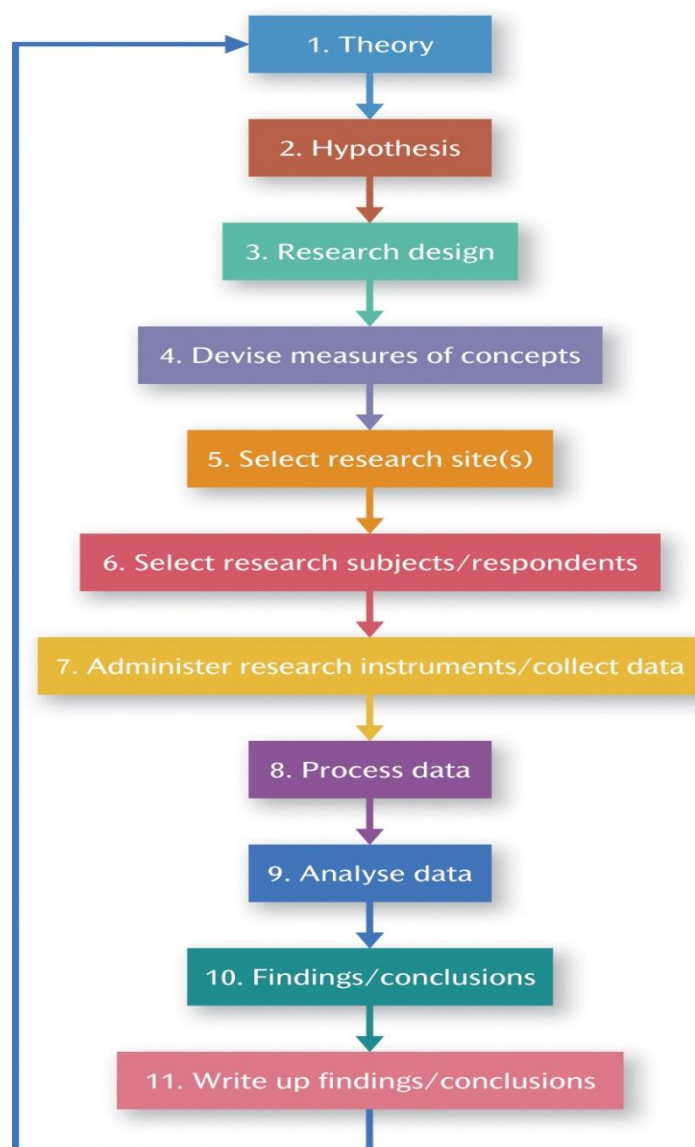 1. Theory
2. Hypothesis
3. Research design
4. Devise measures of concepts
5. Select research site(s)
6. Select research subjects/respondents
7. Administer research instruments/collect data
8. Process data
9. Analyse data
10. Findings/conclusions
11. Write up findings/conclusions